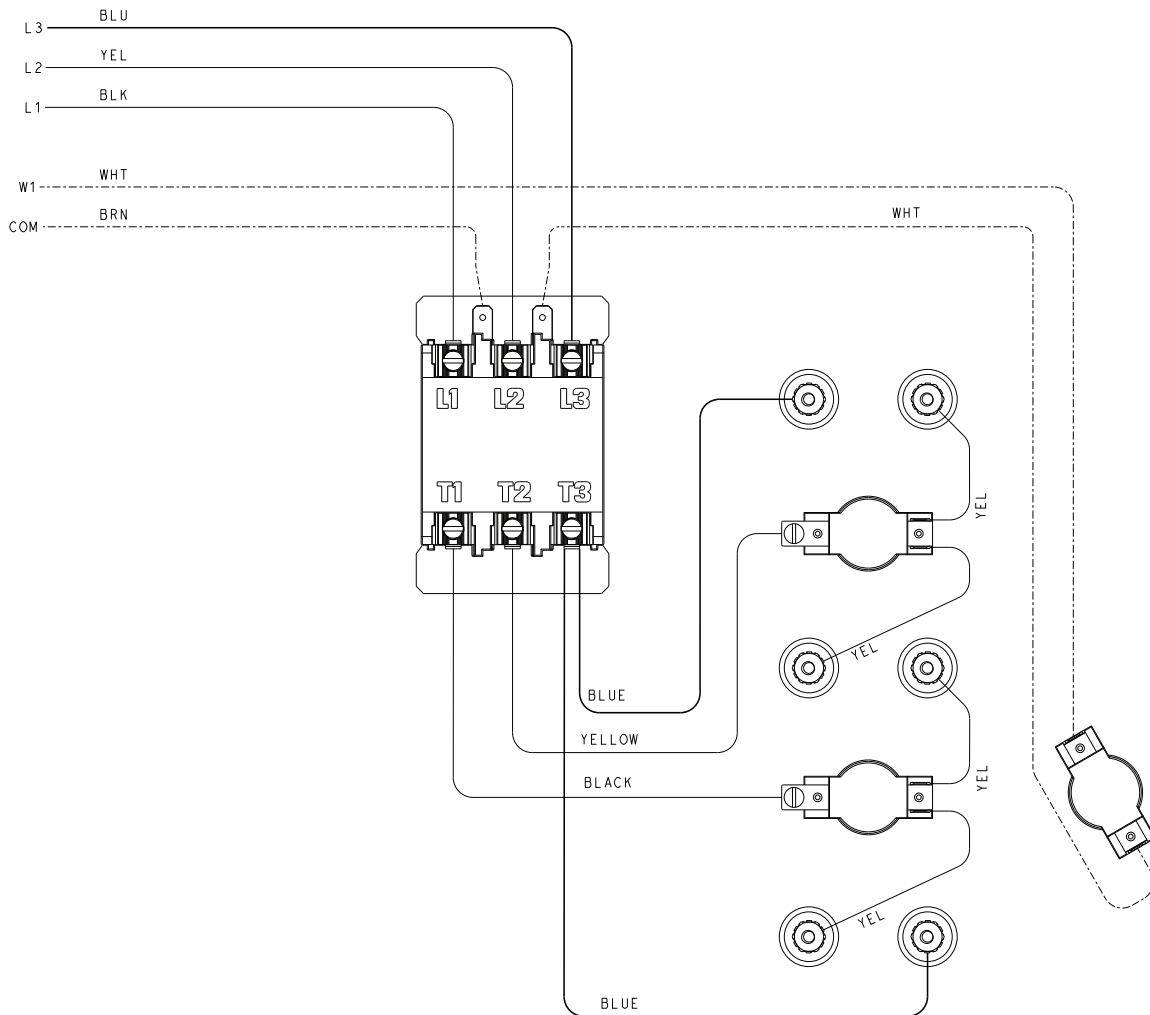 BLU
L3
YEL
L2
BLK
L1
WHT
W1
BRN
WHT
COM
L1 L2 L3
T1 T2 T3
YEL
YEL
BLUE
YELLOW
BLACK
YEL
YEL
BLUE